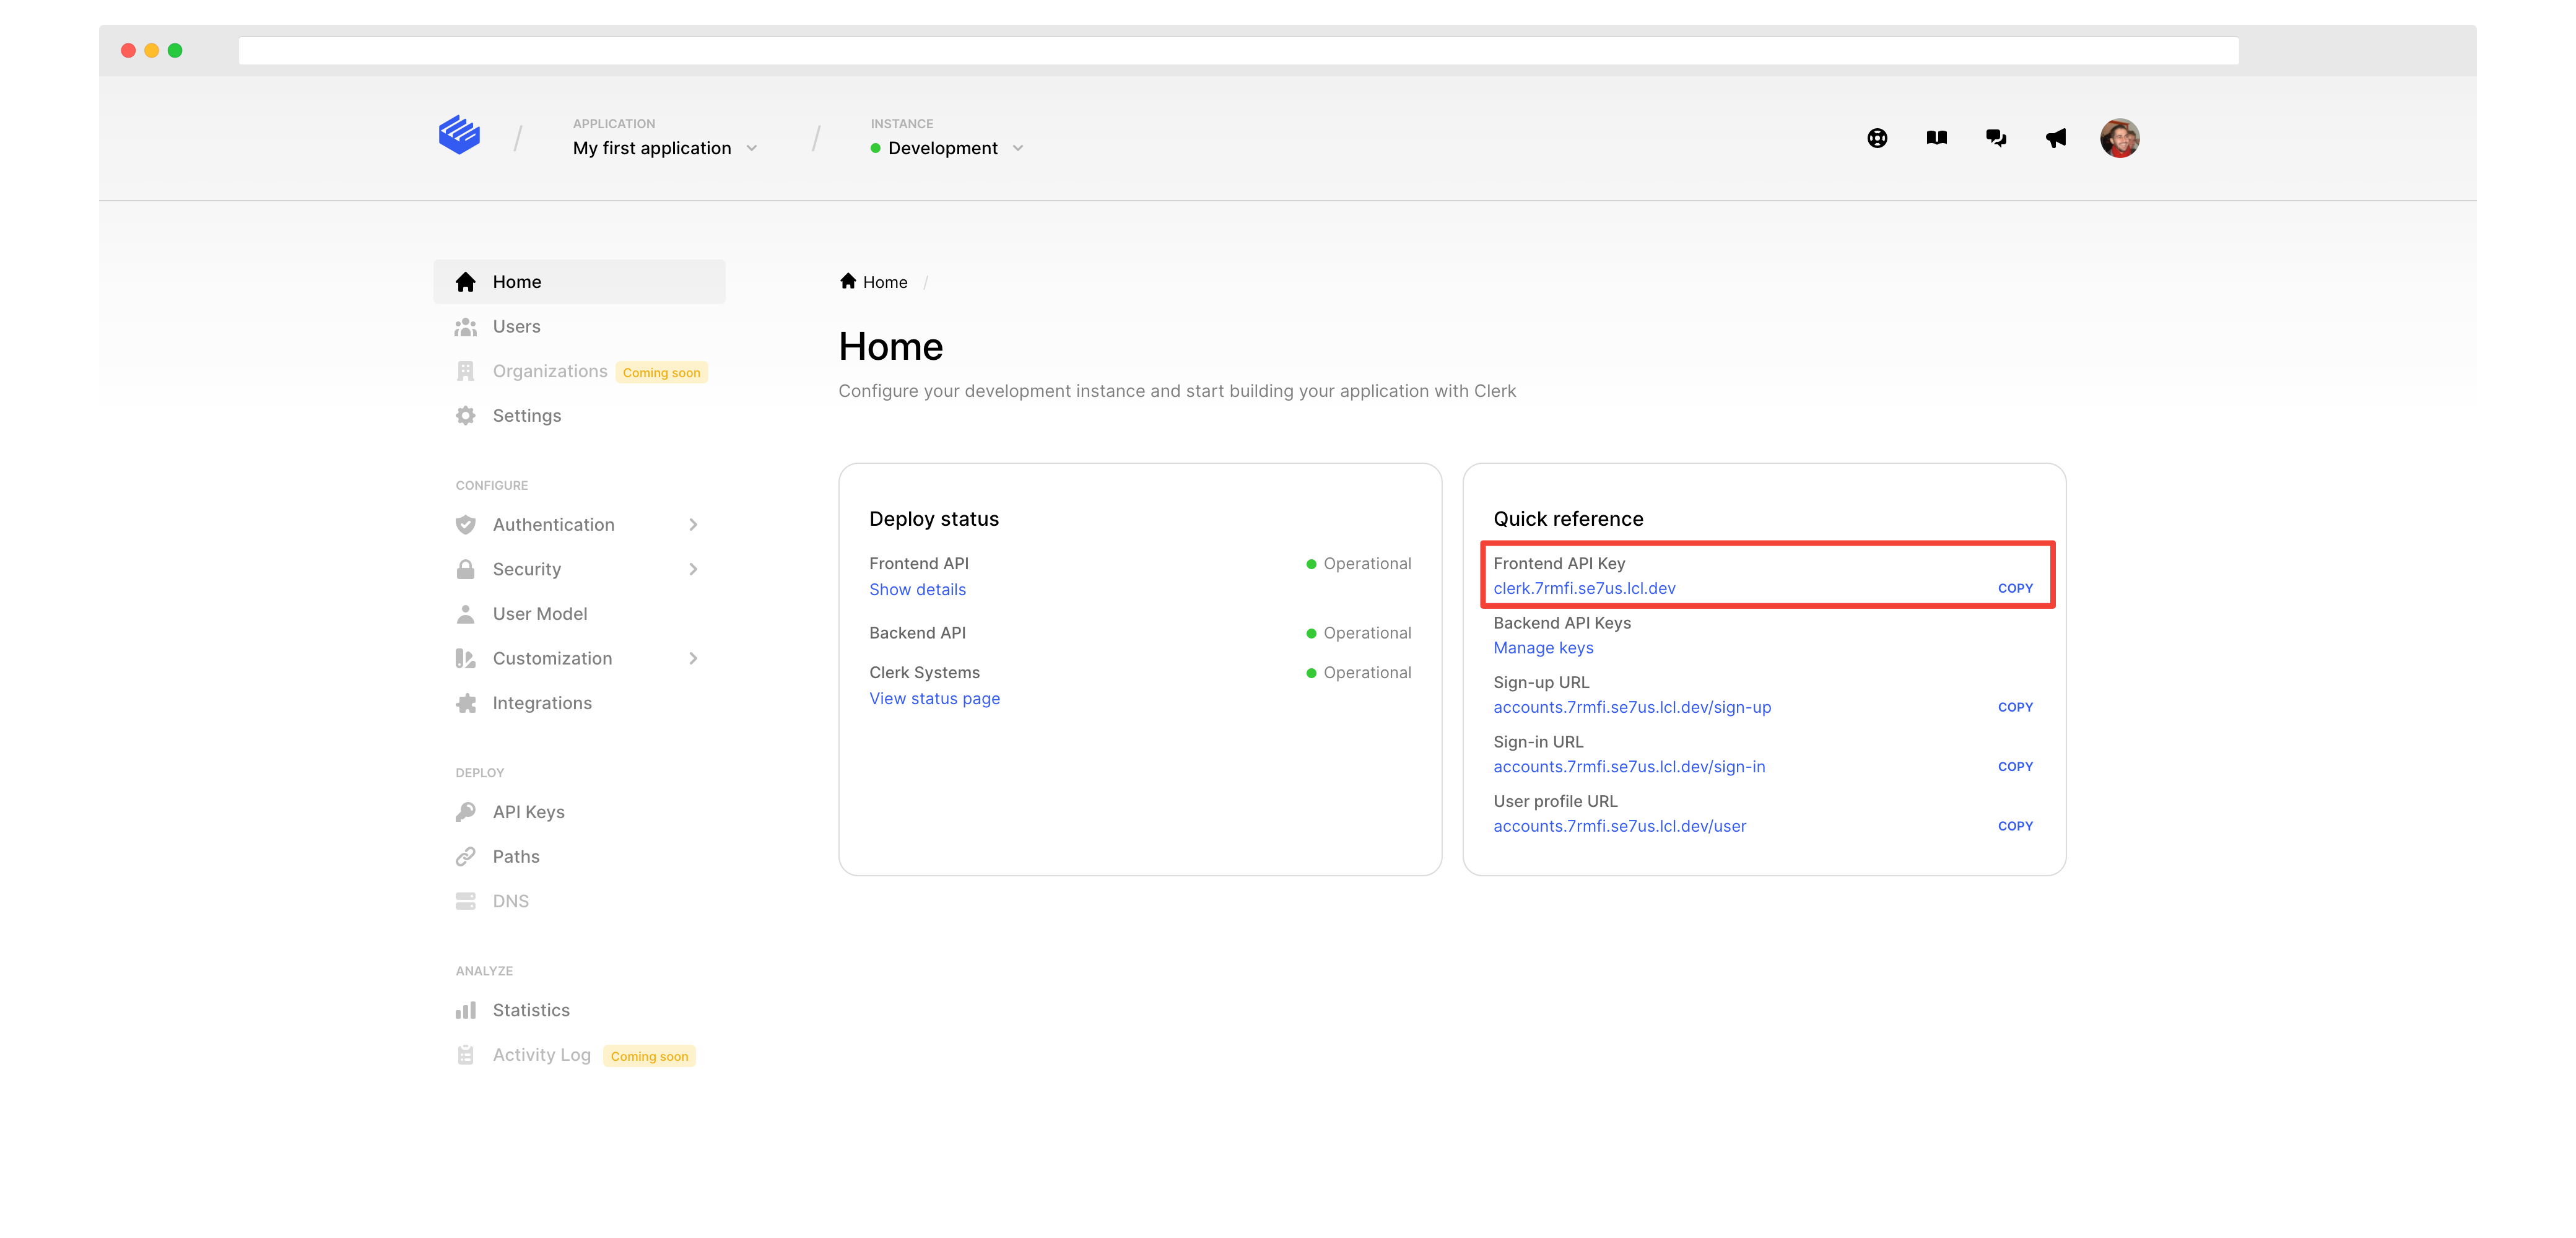 APPLICATION
My first application
INSTANCE
Development
Home
Users
Organizations Coming soon
Settings
CONFIGURE
Authentication
Security
User Model
Customization
Integrations
DEPLOY
API Keys
Paths
DNS
ANALYZE
Statistics
Activity Log Coming soon
Home /
Home
Configure your development instance and start building your application with Clerk
Deploy status
Frontend API Operational
Show details
Backend API Operational
Clerk Systems Operational
View status page
Quick reference
Frontend API Key
clerk.7rmfi.se7us.lcl.dev COPY
Backend API Keys
Manage keys
Sign-up URL
accounts.7rmfi.se7us.lcl.dev/sign-up COPY
Sign-in URL
accounts.7rmfi.se7us.lcl.dev/sign-in COPY
User profile URL
accounts.7rmfi.se7us.lcl.dev/user COPY